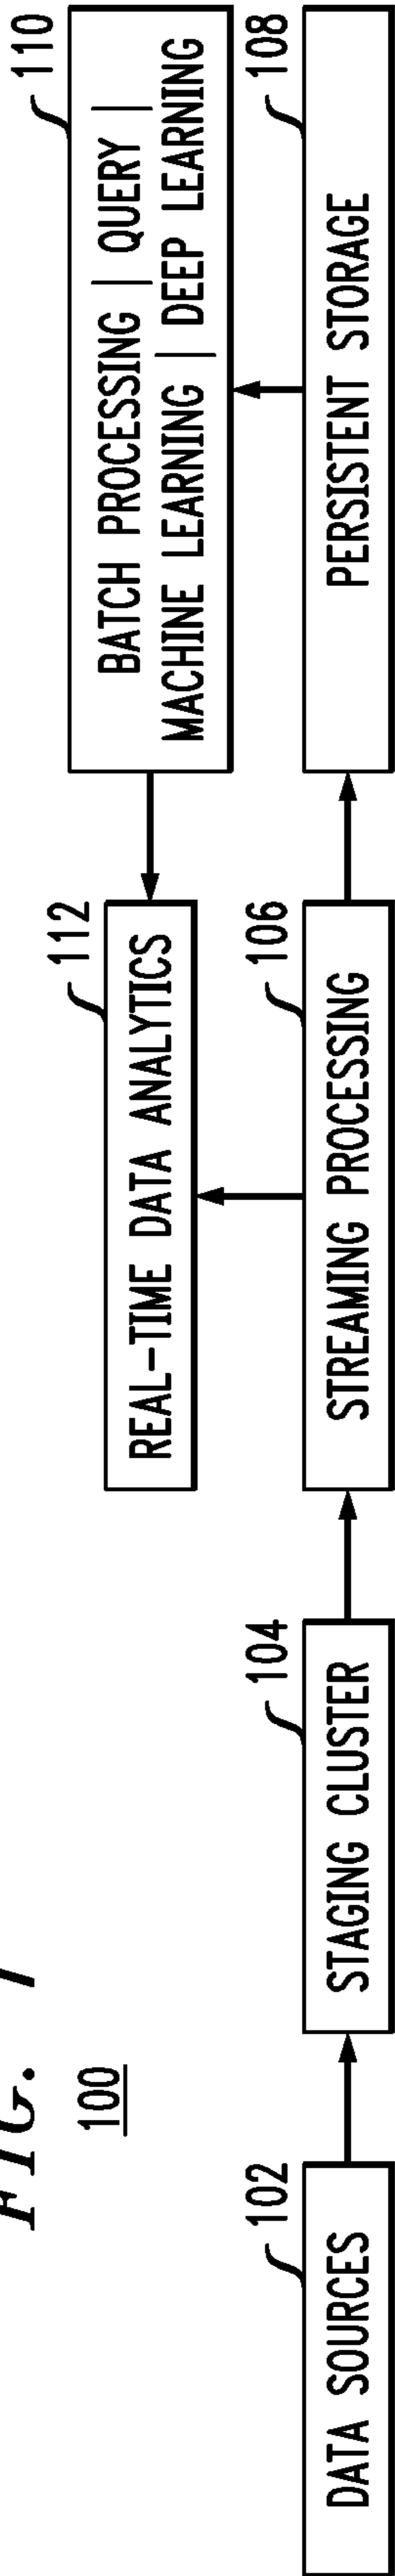 FIG. 1
100
110
BATCH PROCESSING | QUERY |
MACHINE LEARNING | DEEP LEARNING
112
REAL-TIME DATA ANALYTICS
102
DATA SOURCES
104
STAGING CLUSTER
106
STREAMING PROCESSING
108
PERSISTENT STORAGE